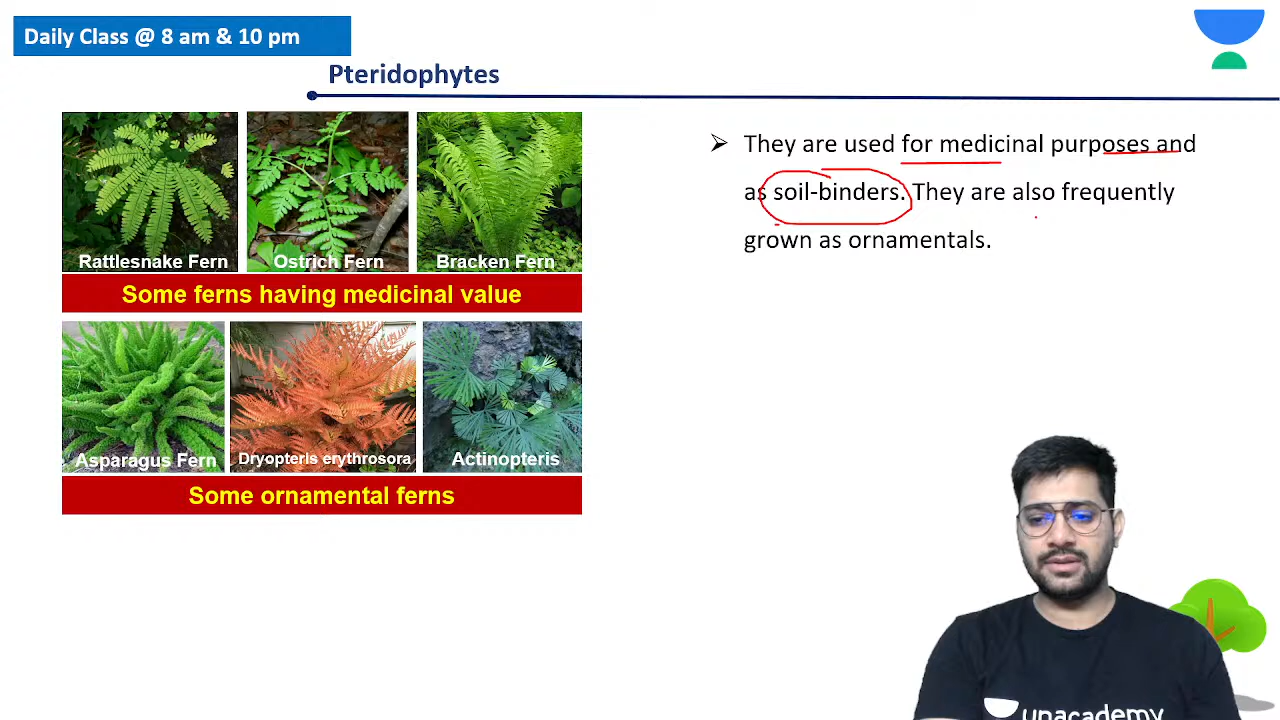 Daily Class @ 8 am & 10 pm
Pteridophytes
Rattlesnake Fern
Ostrich Fern
Bracken Fern
Some ferns having medicinal value
Asparagus Fern
Dryopteris erythrosora
Actinopteris
Some ornamental ferns
➢ They are used for medicinal purposes and
as soil-binders. They are also frequently
grown as ornamentals.
unacademy